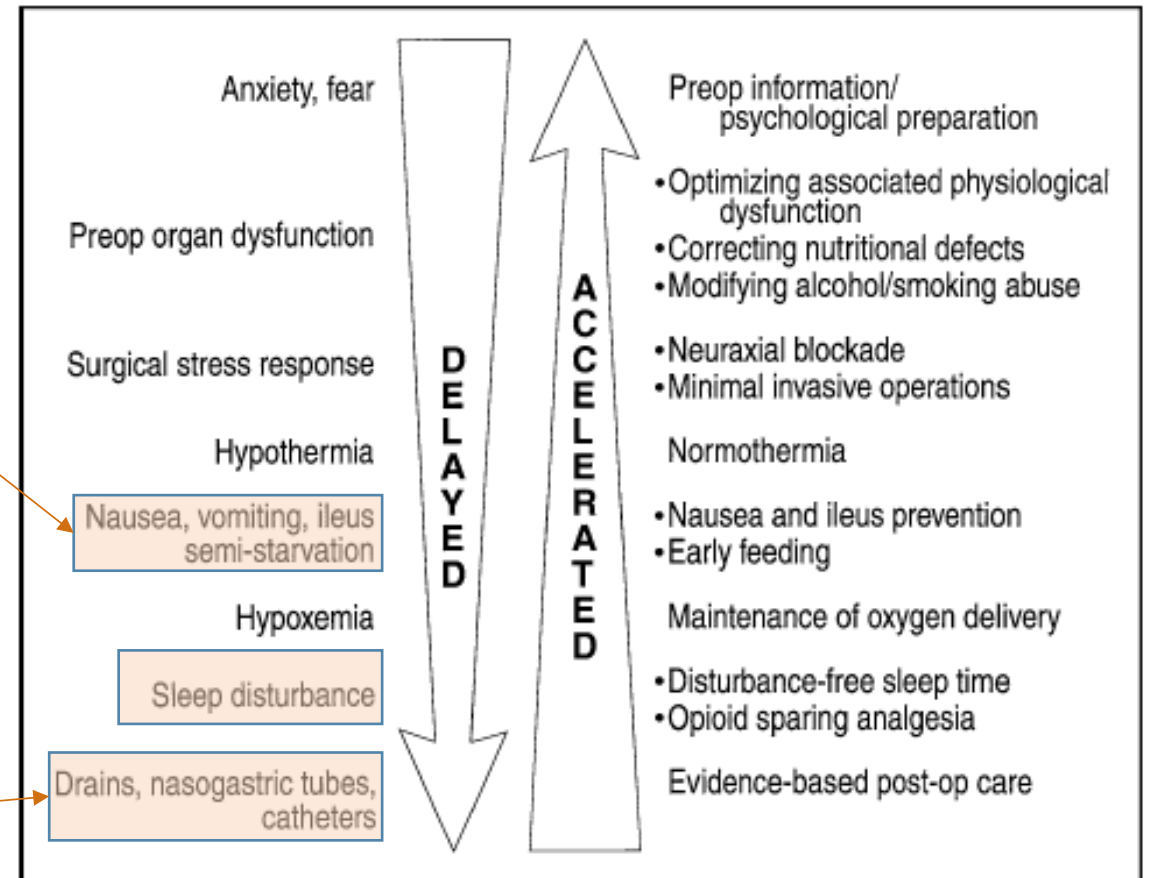 Anxiety, fear
Preop organ dysfunction
Surgical stress response
Hypothermia
Nausea, vomiting, ileus
semi-starvation
Hypoxemia
Sleep disturbance
Drains, nasogastric tubes,
catheters
DELAYED
ACCELERATED
Preop information/
psychological preparation
•Optimizing associated physiological
dysfunction
•Correcting nutritional defects
•Modifying alcohol/smoking abuse
•Neuraxial blockade
•Minimal invasive operations
Normothermia
•Nausea and ileus prevention
•Early feeding
Maintenance of oxygen delivery
•Disturbance-free sleep time
•Opioid sparing analgesia
Evidence-based post-op care